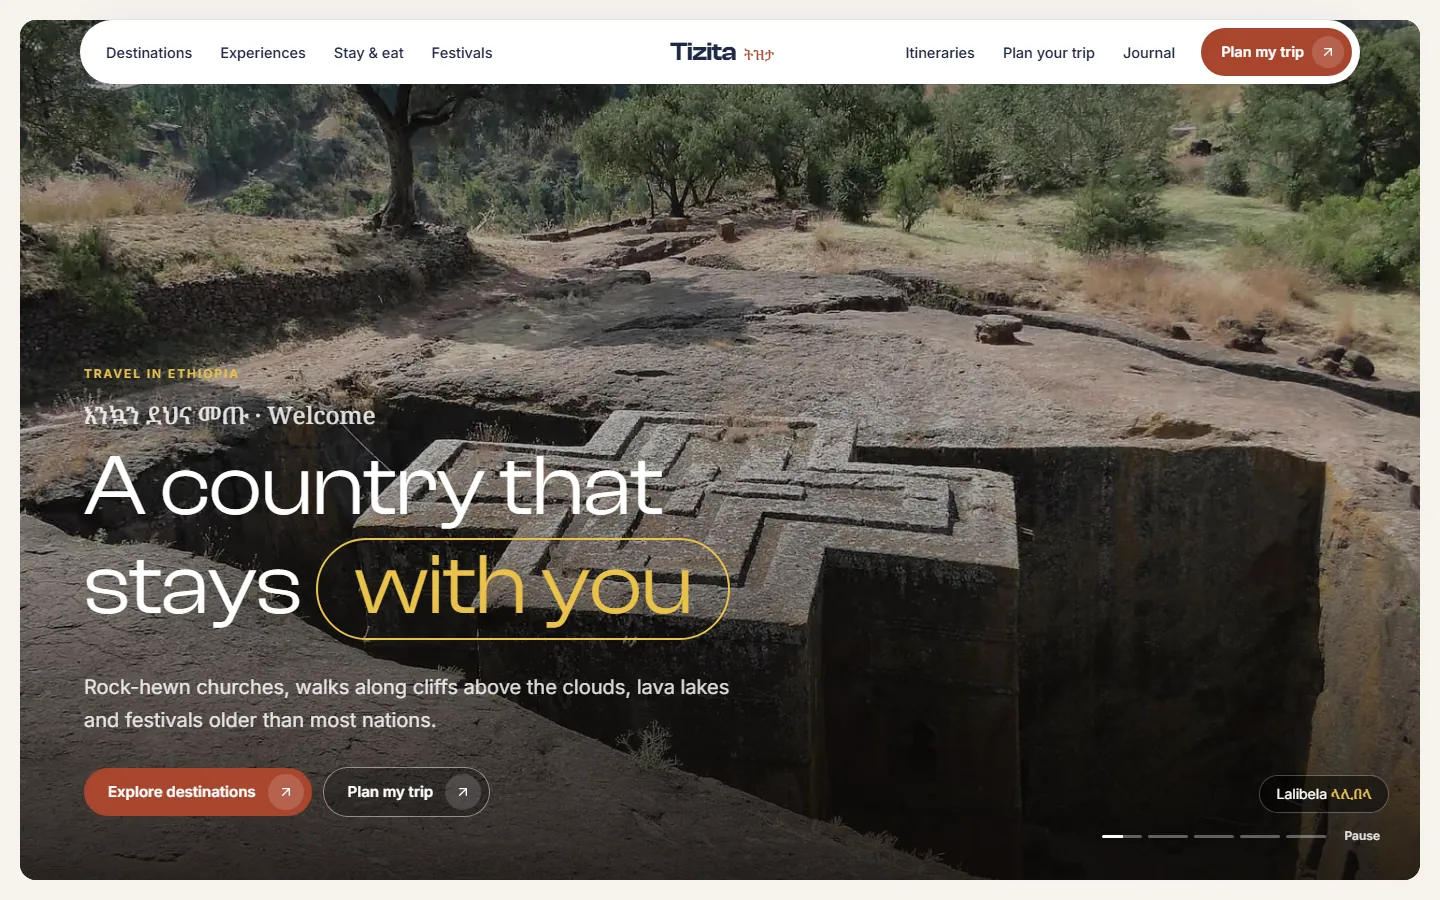 Destinations Experiences Stay & eat Festivals Tizita ትዝታ Itineraries Plan your trip Journal Plan my trip
TRAVEL IN ETHIOPIA
እንኳን ደህና መጡ · Welcome
A country that
stays with you
Rock-hewn churches, walks along cliffs above the clouds, lava lakes
and festivals older than most nations.
Explore destinations Plan my trip
Lalibela ላሊበላ
Pause